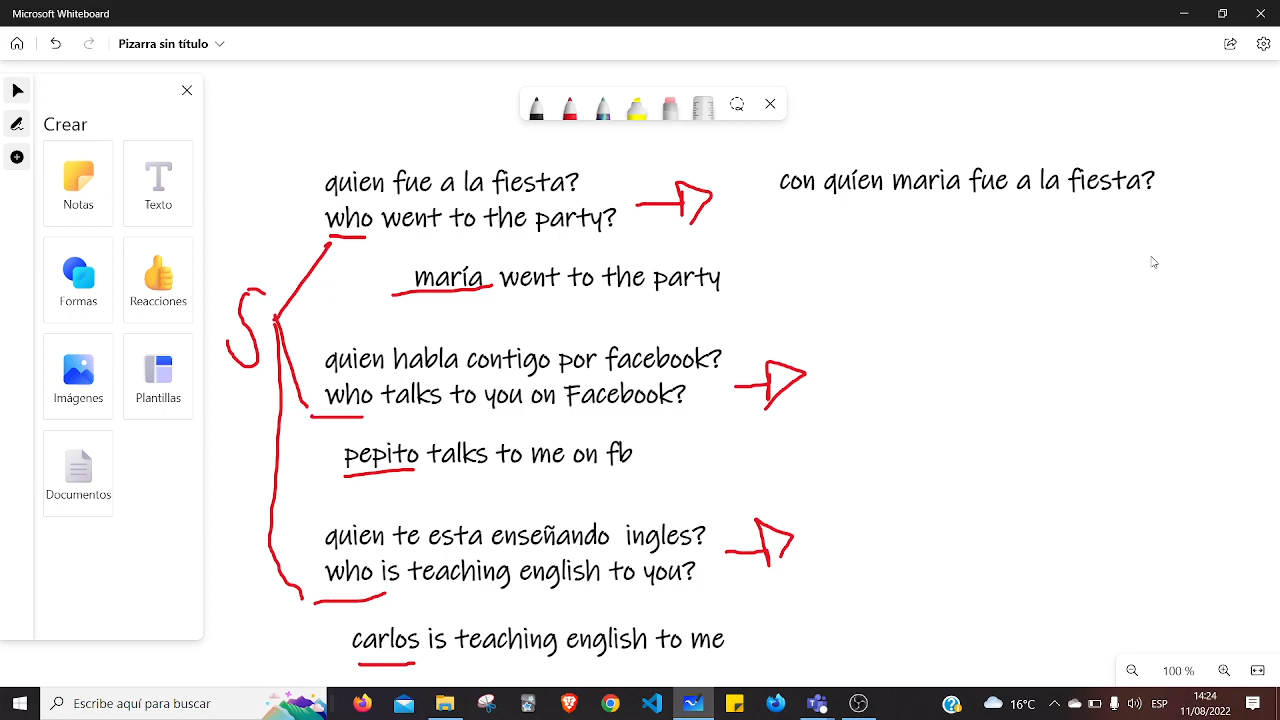 Microsoft Whiteboard
Pizarra sin título
Crear
Notas
Texto
Formas
Reacciones
Imágenes
Plantillas
Documentos
quien fue a la fiesta?
who went to the party?
maría went to the party
quien habla contigo por facebook?
who talks to you on Facebook?
pepito talks to me on fb
quien te esta enseñando ingles?
who is teaching english to you?
carlos is teaching english to me
S
con quíen maria fue a la fiesta?
100 %
Escribe aquí para buscar
16°C
ESP
14:24
11/08/2022